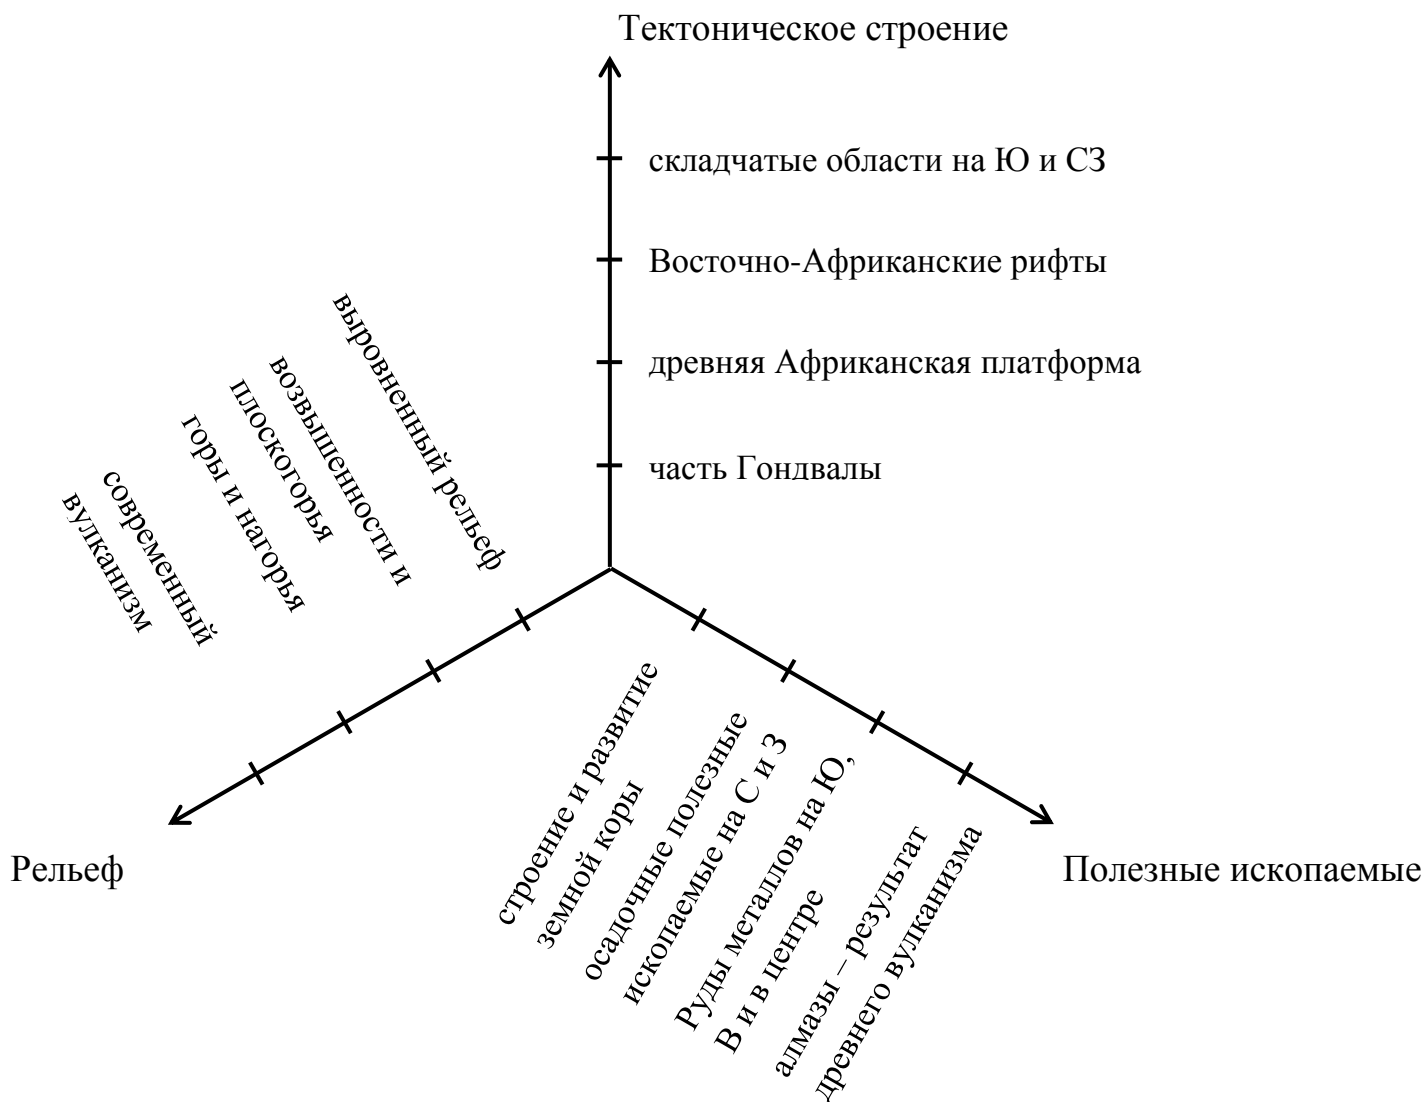 Тектоническое строение
складчатые области на Ю и СЗ
Восточно-Африканские рифты
древняя Африканская платформа
часть Гондвалы
выровненный рельеф
возвышенности и
плоскогорья
горы и нагорья
современный
вулканизм
Рельеф
строение и развитие
земной коры
осадочные полезные
ископаемые на С и З
Руды металлов на Ю,
В и в центре
алмазы – результат
древнего вулканизма
Полезные ископаемые